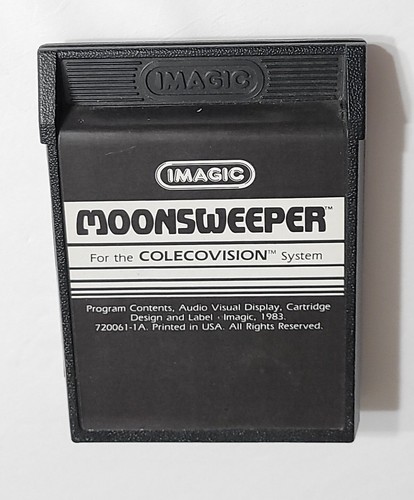 IMAGIC
IMAGIC
MOONSWEEPER™
For the COLECOVISION™ System
Program Contents, Audio Visual Display, Cartridge
Design and Label · Imagic, 1983.
720061-1A. Printed in USA. All Rights Reserved.